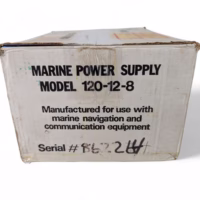 MARINE POWER SUPPLY
MODEL 120-12-8
Manufactured for use with
marine navigation and
communication equipment
Serial #